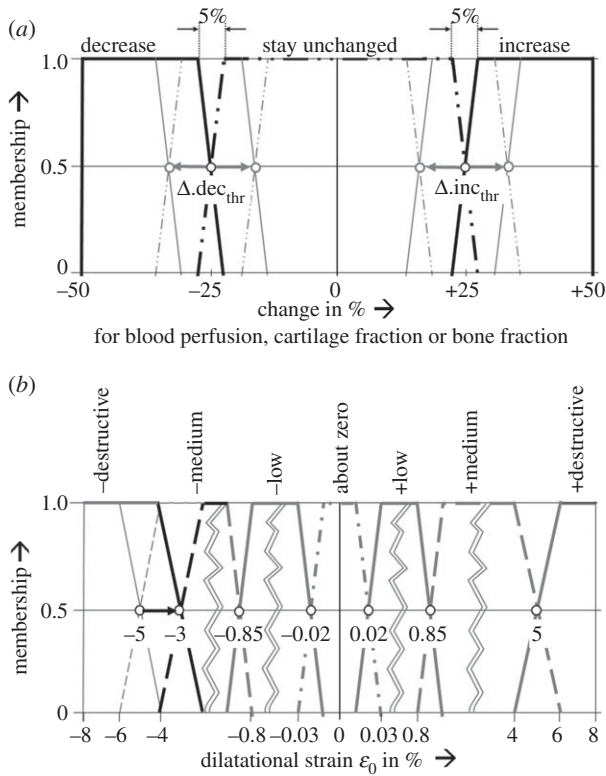 (a)
5% 5%
decrease stay unchanged increase
1.0
membership →
0.5
Δ.dec_thr Δ.inc_thr
0
−50 −25 0 +25 +50
change in % →
for blood perfusion, cartilage fraction or bone fraction
(b)
−destructive
−medium
−low
about zero
+low
+medium
+destructive
1.0
membership →
0.5
−5 −3 −0.85 −0.02 0.02 0.85 5
0
−8 −6 −4 −0.8 −0.03 0 0.03 0.8 4 6 8
dilatational strain ε₀ in % →